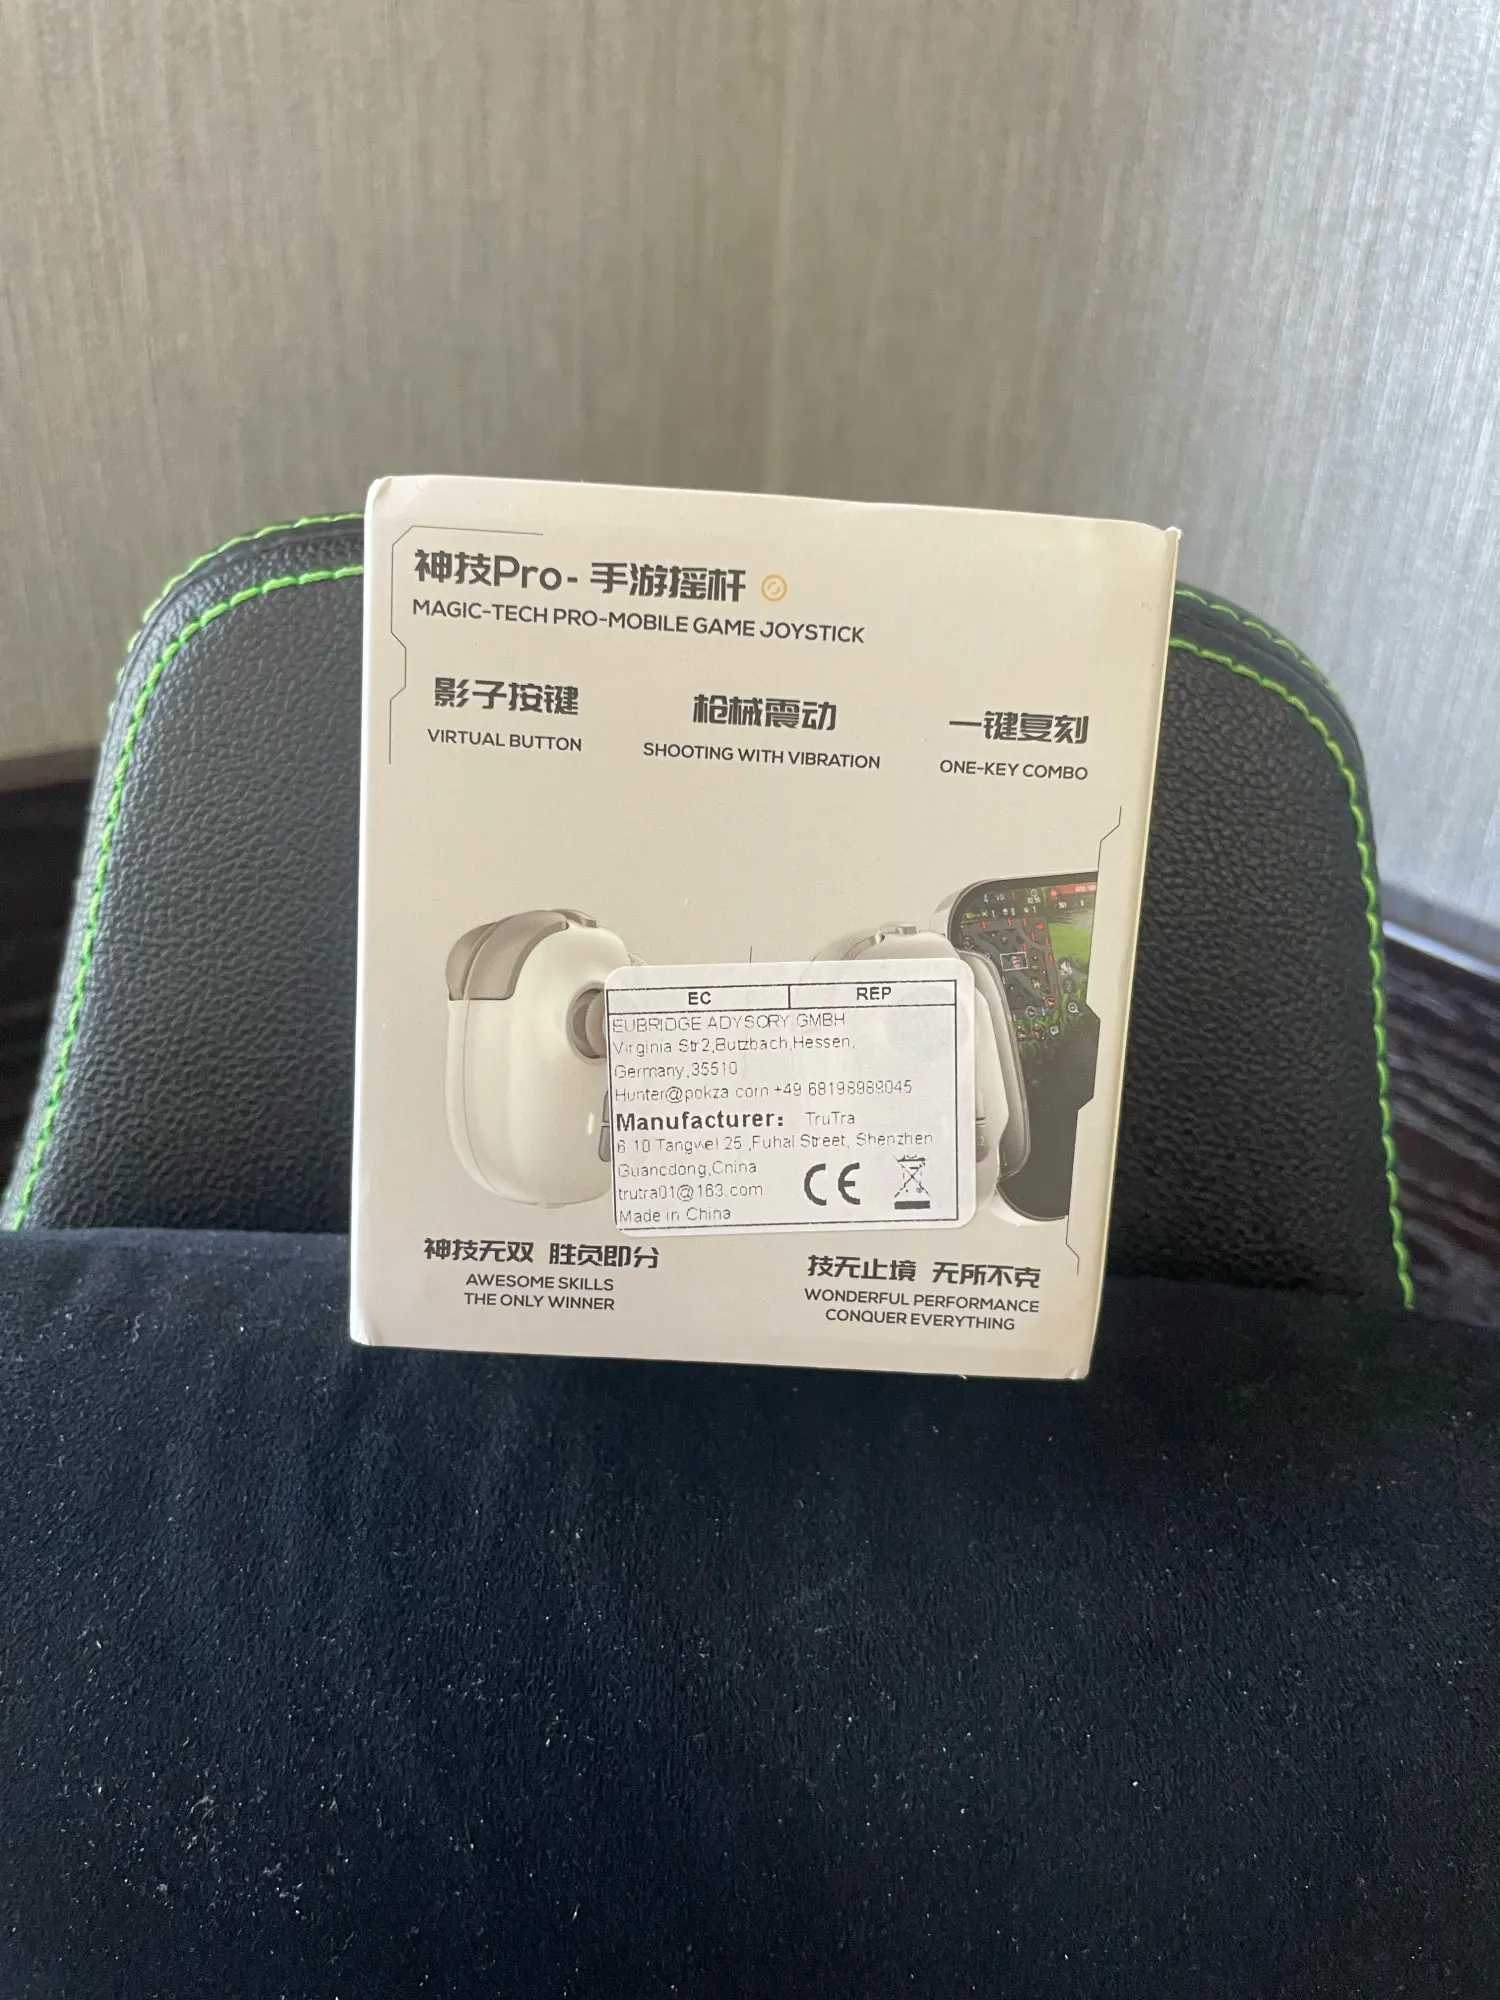 神技Pro-手游摇杆
MAGIC-TECH PRO-MOBILE GAME JOYSTICK
影子按键
VIRTUAL BUTTON
枪械震动
SHOOTING WITH VIBRATION
一键复刻
ONE-KEY COMBO
EC REP
EUBRIDGE ADYSORY GMBH
Virginia Str2,Butzbach,Hessen,
Germany,35510
Hunter@pokza.com +49 68198989045
Manufacturer: TruTra
6 10 Tangwei 25 ,Fuhai Street, Shenzhen
Guancdong,China
trutra01@163.com
Made in China
CE
神技无双 胜负即分
AWESOME SKILLS
THE ONLY WINNER
技无止境 无所不克
WONDERFUL PERFORMANCE
CONQUER EVERYTHING